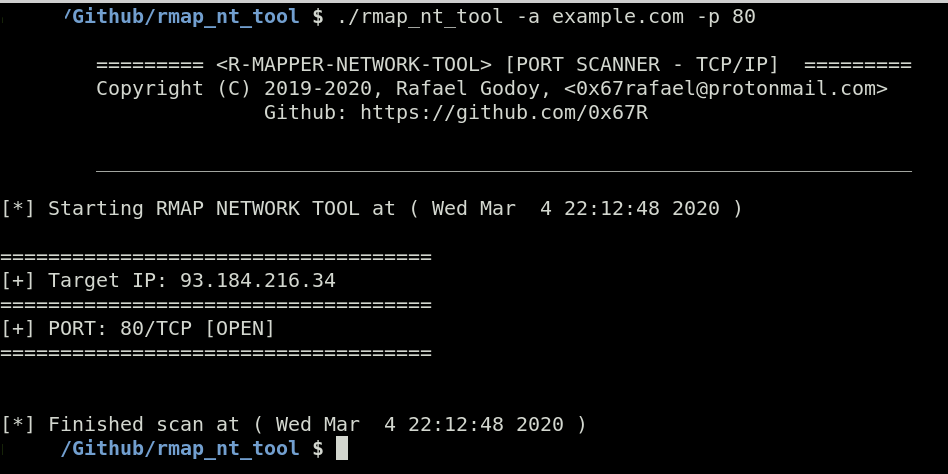 /Github/rmap_nt_tool $ ./rmap_nt_tool -a example.com -p 80
========= <R-MAPPER-NETWORK-TOOL> [PORT SCANNER - TCP/IP]  =========
Copyright (C) 2019-2020, Rafael Godoy, <0x67rafael@protonmail.com>
Github: https://github.com/0x67R
[*] Starting RMAP NETWORK TOOL at ( Wed Mar  4 22:12:48 2020 )
====================================
[+] Target IP: 93.184.216.34
====================================
[+] PORT: 80/TCP [OPEN]
====================================
[*] Finished scan at ( Wed Mar  4 22:12:48 2020 )
/Github/rmap_nt_tool $